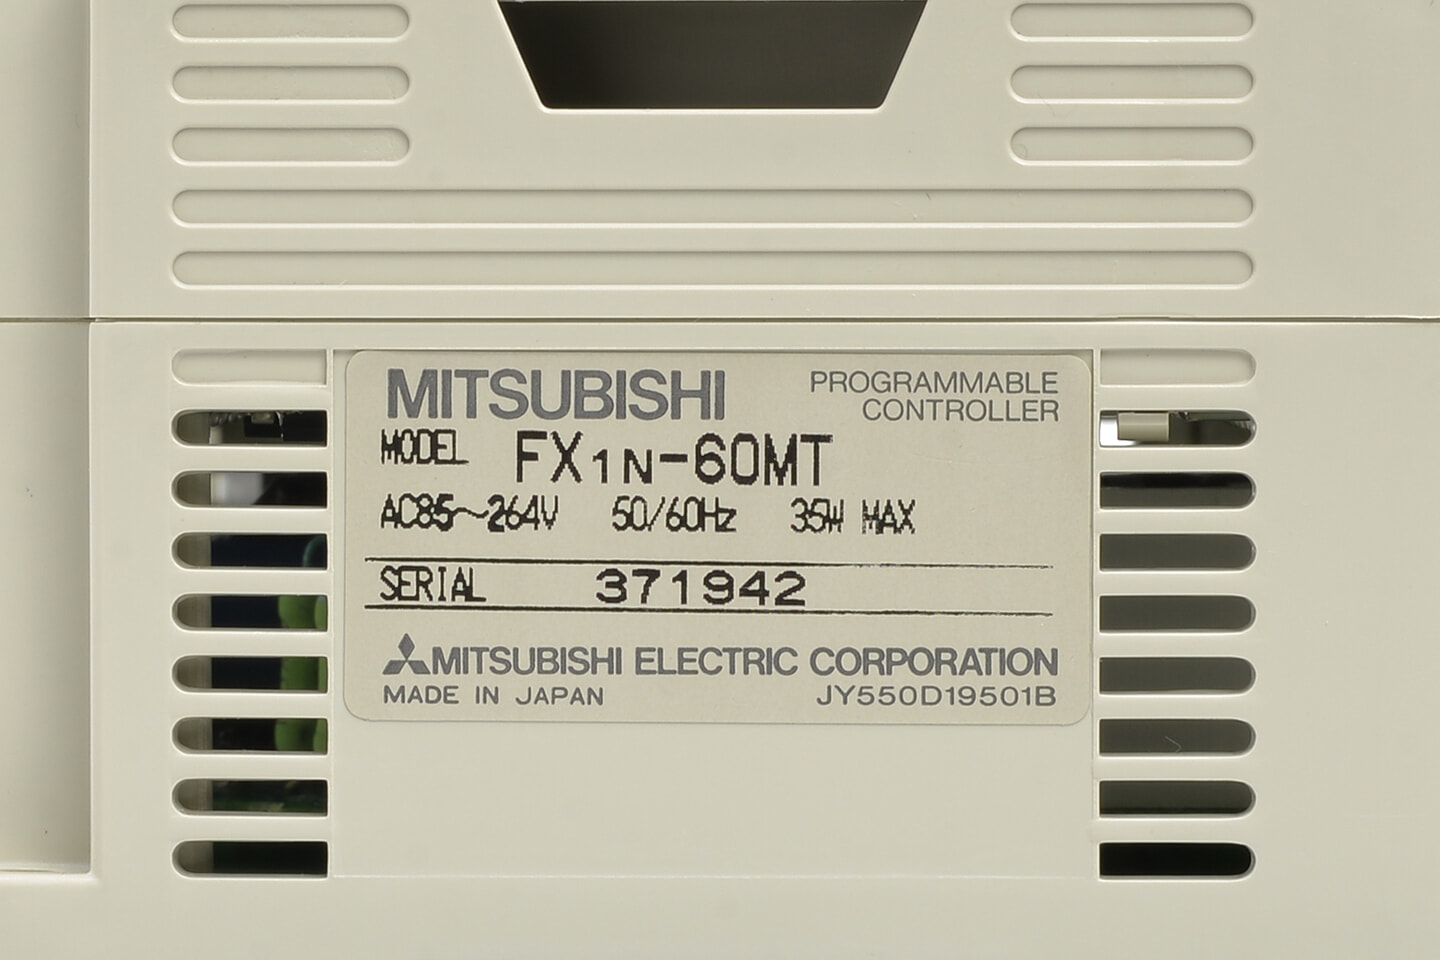 MITSUBISHI PROGRAMMABLE CONTROLLER
MODEL FX1N-60MT
AC85～264V 50/60Hz 35W MAX
SERIAL 371942
MITSUBISHI ELECTRIC CORPORATION
MADE IN JAPAN JY550D19501B